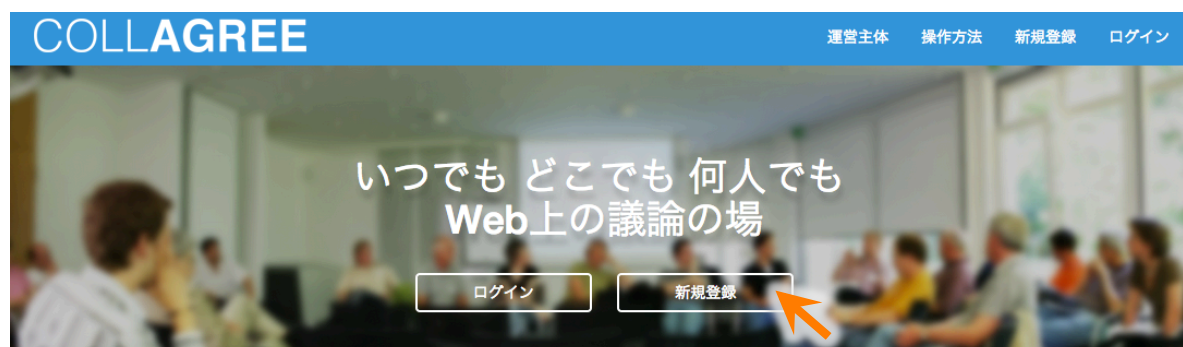 COLLAGREE
運営主体 操作方法 新規登録 ログイン
いつでも どこでも 何人でも
Web上の議論の場
ログイン 新規登録